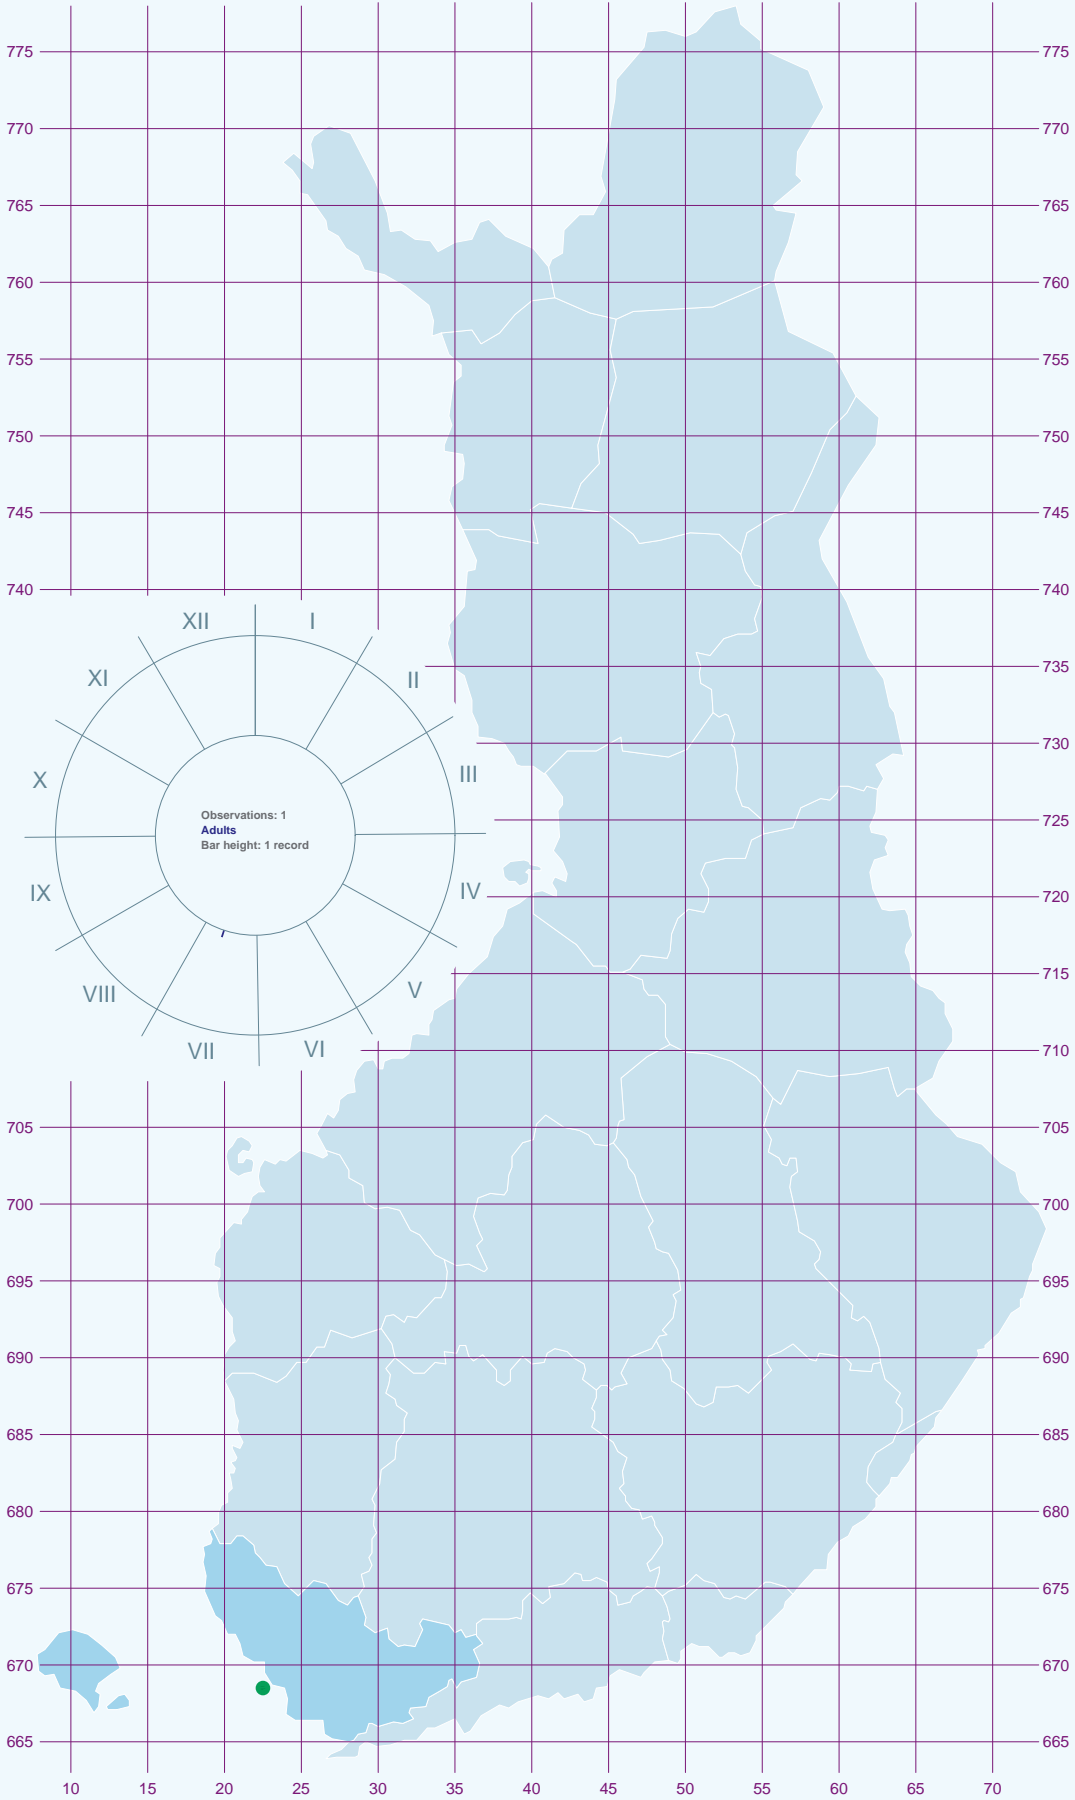 775 775
770 770
765 765
760 760
755 755
750 750
745 745
740 740
XII I
XI II
735
730
X III
725
Observations: 1
Adults
Bar height: 1 record
IX IV
720
715
VIII V
VII VI
710
705 705
700 700
695 695
690 690
685 685
680 680
675 675
670 670
665 665
10 15 20 25 30 35 40 45 50 55 60 65 70